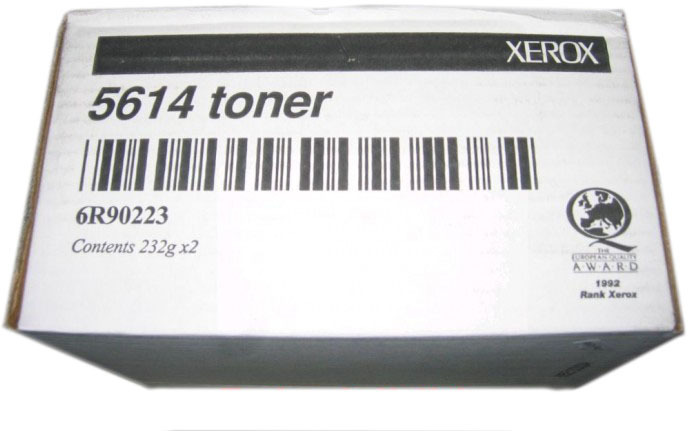 XEROX
5614 toner
6R90223
Contents 232g x2
THE
EUROPEAN QUALITY
AWARD
1992
Rank Xerox